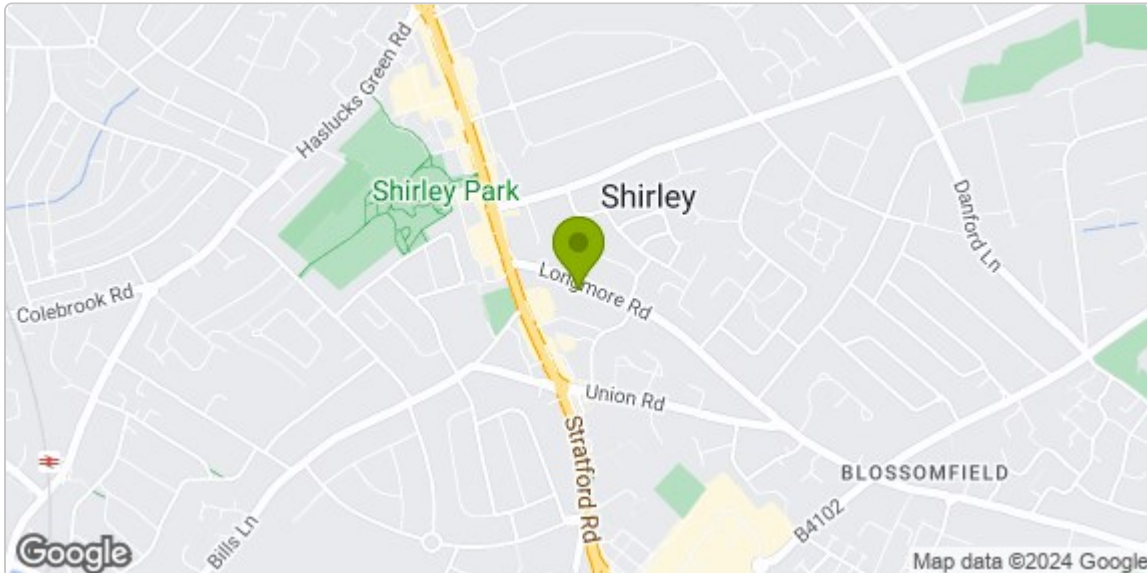 Haslucks Green Rd
Shirley Park
Shirley
Danford Ln
Longmore Rd
Colebrook Rd
Union Rd
Stratford Rd
BLOSSOMFIELD
B4102
Bills Ln
Google
Map data ©2024 Google